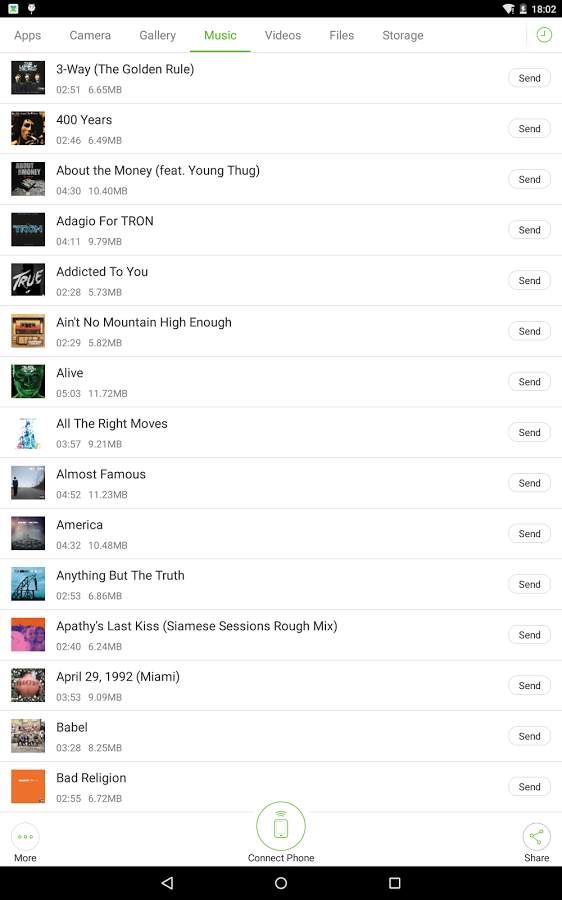 18:02
Apps Camera Gallery Music Videos Files Storage
3-Way (The Golden Rule)
02:51 6.65MB
Send
400 Years
02:46 6.49MB
Send
About the Money (feat. Young Thug)
04:30 10.40MB
Send
Adagio For TRON
04:11 9.79MB
Send
Addicted To You
02:28 5.73MB
Send
Ain't No Mountain High Enough
02:29 5.82MB
Send
Alive
05:03 11.72MB
Send
All The Right Moves
03:57 9.21MB
Send
Almost Famous
04:52 11.23MB
Send
America
04:32 10.48MB
Send
Anything But The Truth
02:53 6.86MB
Send
Apathy's Last Kiss (Siamese Sessions Rough Mix)
02:40 6.24MB
Send
April 29, 1992 (Miami)
03:53 9.09MB
Send
Babel
03:28 8.25MB
Send
Bad Religion
02:55 6.72MB
Send
More Connect Phone Share
ABOUT
THE
MONEY
TRON
TRUE